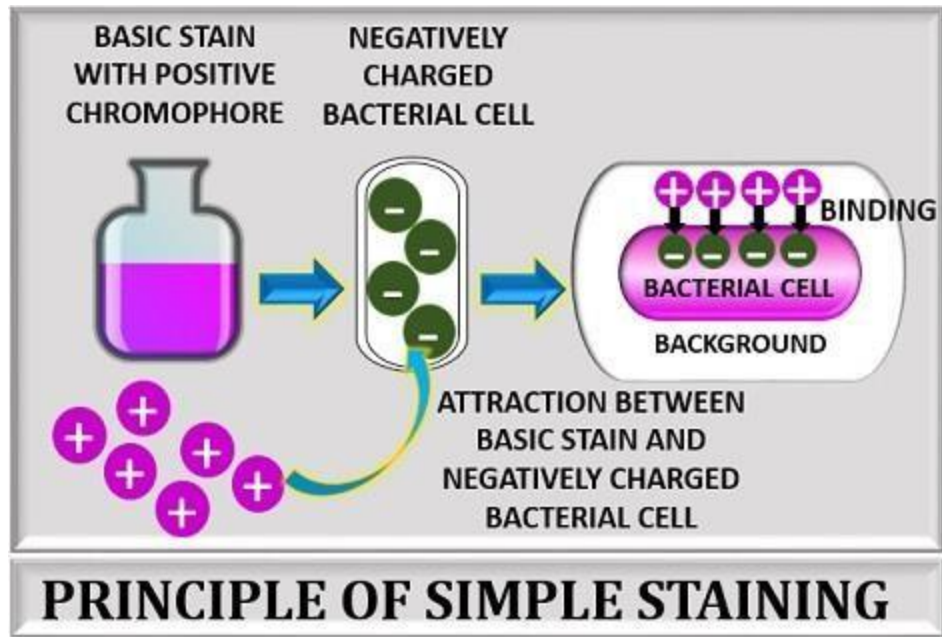 BASIC STAIN
WITH POSITIVE
CHROMOPHORE
NEGATIVELY
CHARGED
BACTERIAL CELL
+ + + +
BINDING
- - - -
BACTERIAL CELL
BACKGROUND
-
-
-
-
+
+
+
+
+
+
ATTRACTION BETWEEN
BASIC STAIN AND
NEGATIVELY CHARGED
BACTERIAL CELL
PRINCIPLE OF SIMPLE STAINING